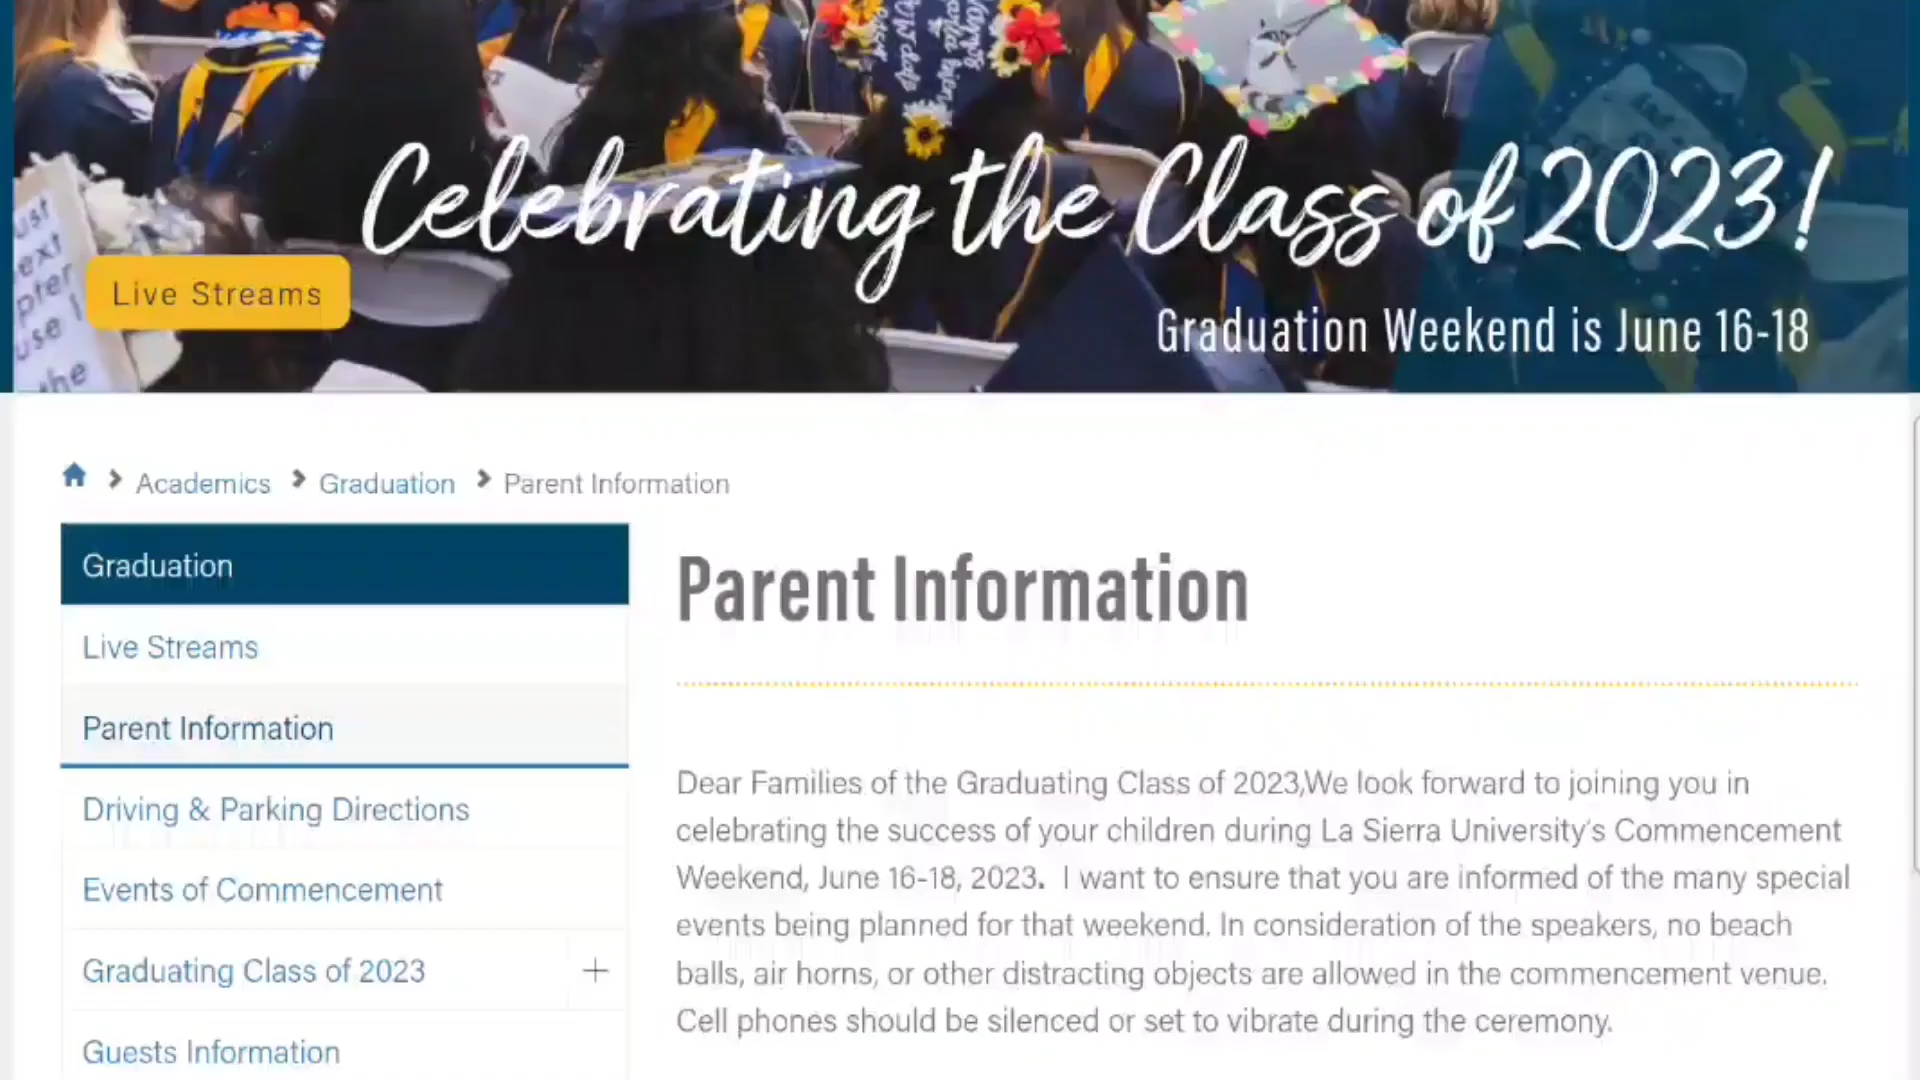 ust
ext
pter
use I
the
Celebrating the Class of 2023!
Live Streams
Graduation Weekend is June 16-18
Academics
Graduation
Parent Information
Graduation
Live Streams
Parent Information
Driving & Parking Directions
Events of Commencement
Graduating Class of 2023
Guests Information
Parent Information
Dear Families of the Graduating Class of 2023,We look forward to joining you in
celebrating the success of your children during La Sierra University's Commencement
Weekend, June 16-18, 2023. I want to ensure that you are informed of the many special
events being planned for that weekend. In consideration of the speakers, no beach
balls, air horns, or other distracting objects are allowed in the commencement venue.
Cell phones should be silenced or set to vibrate during the ceremony.